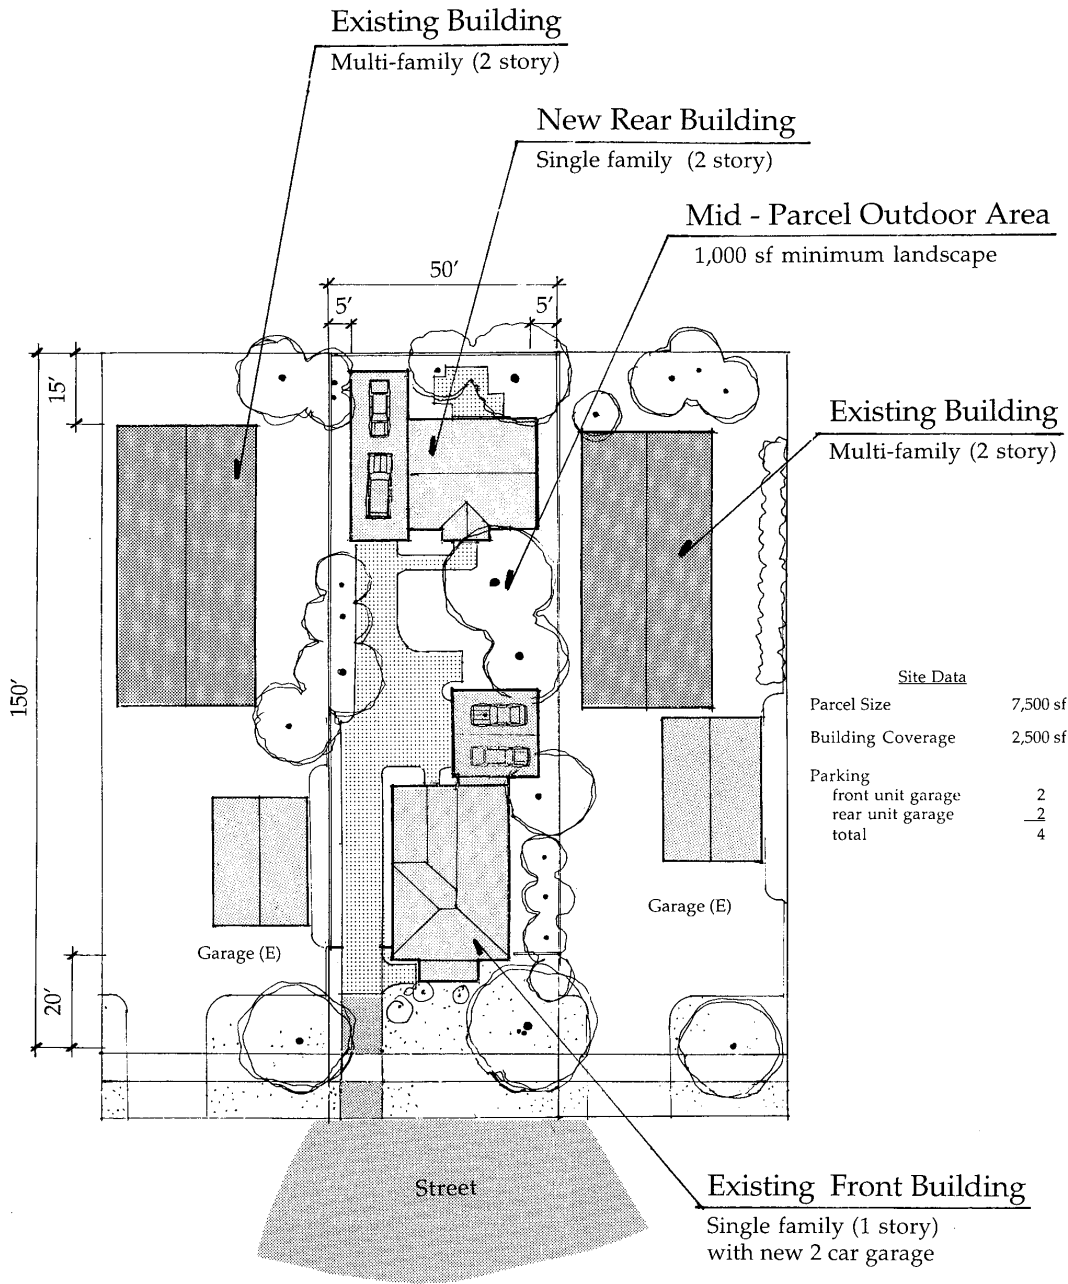 Existing Building
Multi-family (2 story)
New Rear Building
Single family (2 story)
Mid - Parcel Outdoor Area
1,000 sf minimum landscape
50′
5′
5′
15′
Existing Building
Multi-family (2 story)
150′
Site Data
Parcel Size 7,500 sf
Building Coverage 2,500 sf
Parking
front unit garage 2
rear unit garage 2
total 4
Garage (E)
Garage (E)
20′
Street
Existing Front Building
Single family (1 story)
with new 2 car garage